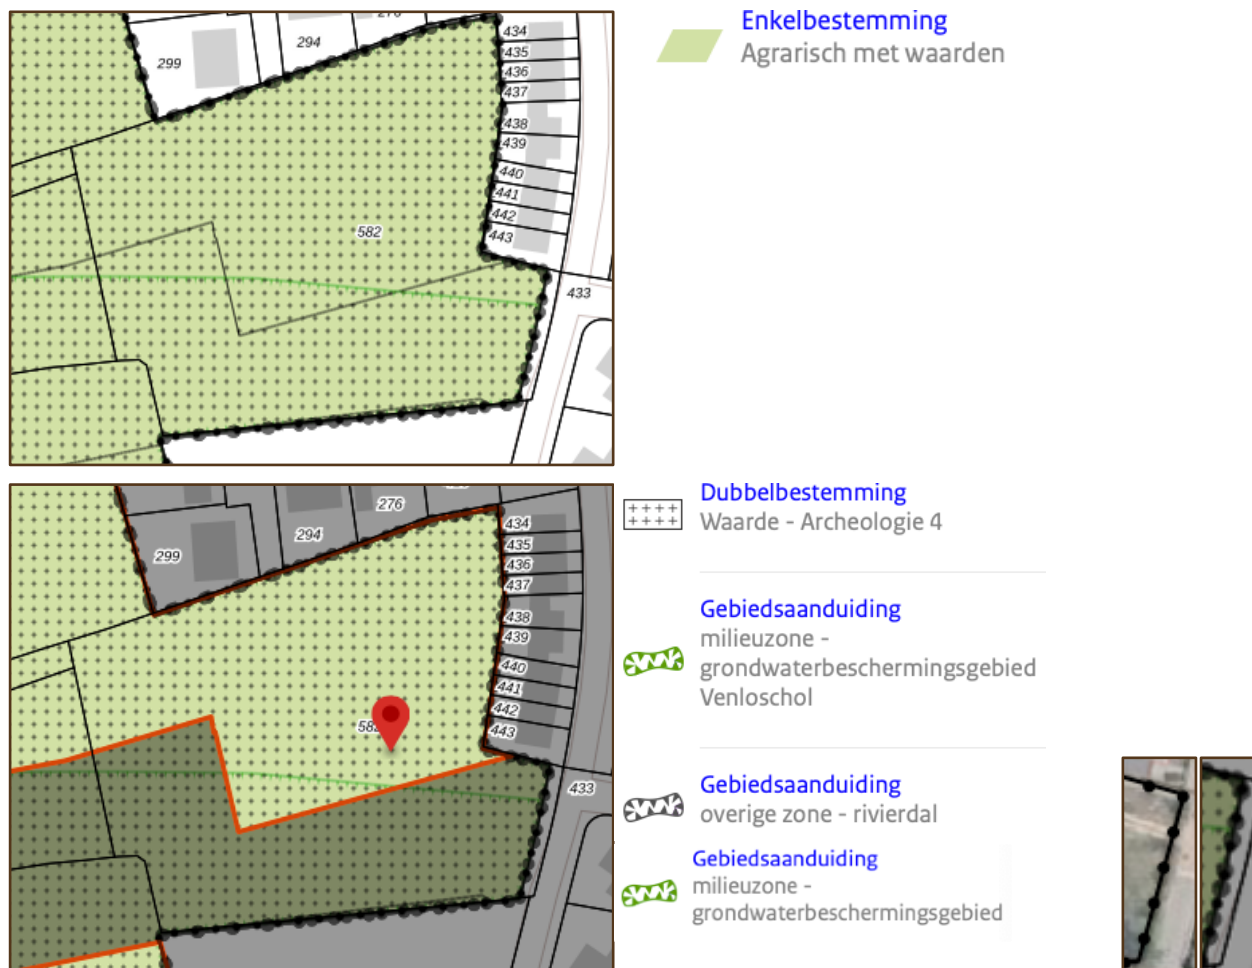 276
434
294
435
299
436
437
438
439
440
441
442
582
443
433
Enkelbestemming
Agrarisch met waarden
276
434
294
435
299
436
437
438
439
440
441
442
443
433
Dubbelbestemming
Waarde - Archeologie 4
Gebiedsaanduiding
milieuzone -
grondwaterbeschermingsgebied
Venloschol
Gebiedsaanduiding
overige zone - rivierdal
Gebiedsaanduiding
milieuzone -
grondwaterbeschermingsgebied